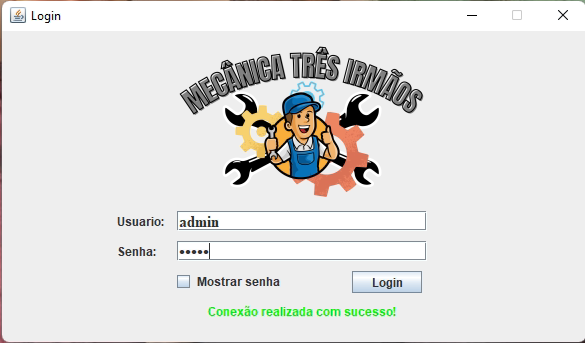 Login
MECÂNICA TRÊS IRMÃOS
Usuario: admin
Senha: •••••
Mostrar senha Login
Conexão realizada com sucesso!